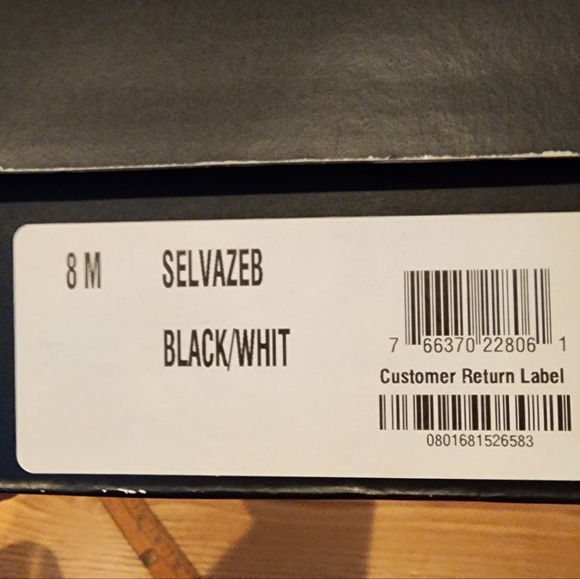 8 M SELVAZEB
BLACK/WHIT
7 66370 22806 1
Customer Return Label
0801681526583